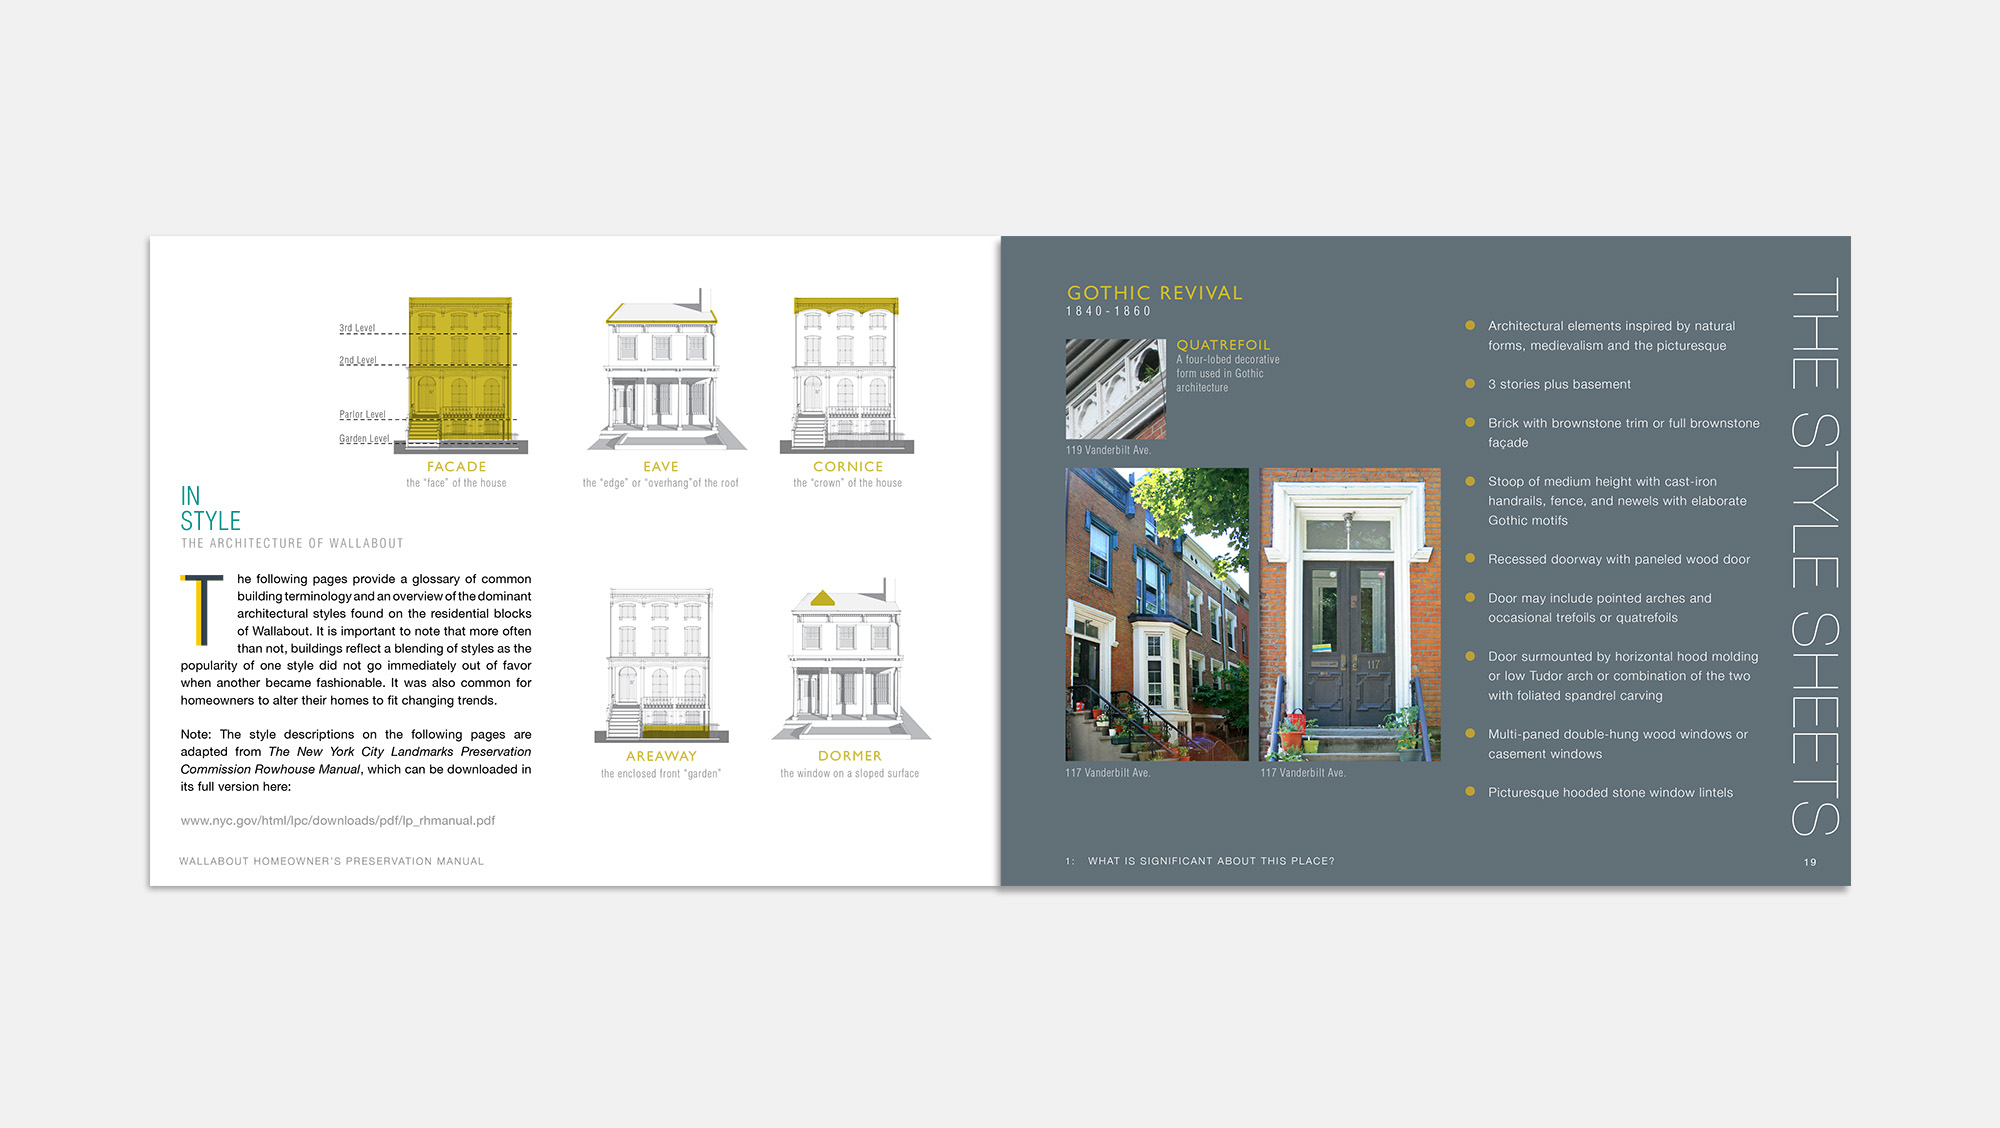 3rd Level
2nd Level
Parlor Level
Garden Level
FACADE
the "face" of the house
EAVE
the "edge" or "overhang"of the roof
CORNICE
the "crown" of the house
IN
STYLE
THE ARCHITECTURE OF WALLABOUT
The following pages provide a glossary of common
building terminology and an overview of the dominant
architectural styles found on the residential blocks
of Wallabout. It is important to note that more often
than not, buildings reflect a blending of styles as the
popularity of one style did not go immediately out of favor
when another became fashionable. It was also common for
homeowners to alter their homes to fit changing trends.
Note: The style descriptions on the following pages are
adapted from The New York City Landmarks Preservation
Commission Rowhouse Manual, which can be downloaded in
its full version here:
www.nyc.gov/html/lpc/downloads/pdf/lp_rhmanual.pdf
AREAWAY
the enclosed front "garden"
DORMER
the window on a sloped surface
WALLABOUT HOMEOWNER'S PRESERVATION MANUAL
GOTHIC REVIVAL
1840-1860
QUATREFOIL
A four-lobed decorative
form used in Gothic
architecture
119 Vanderbilt Ave.
117
117 Vanderbilt Ave.
117 Vanderbilt Ave.
Architectural elements inspired by natural
forms, medievalism and the picturesque
3 stories plus basement
Brick with brownstone trim or full brownstone
façade
Stoop of medium height with cast-iron
handrails, fence, and newels with elaborate
Gothic motifs
Recessed doorway with paneled wood door
Door may include pointed arches and
occasional trefoils or quatrefoils
Door surmounted by horizontal hood molding
or low Tudor arch or combination of the two
with foliated spandrel carving
Multi-paned double-hung wood windows or
casement windows
Picturesque hooded stone window lintels
THE STYLE SHEETS
1: WHAT IS SIGNIFICANT ABOUT THIS PLACE?
19